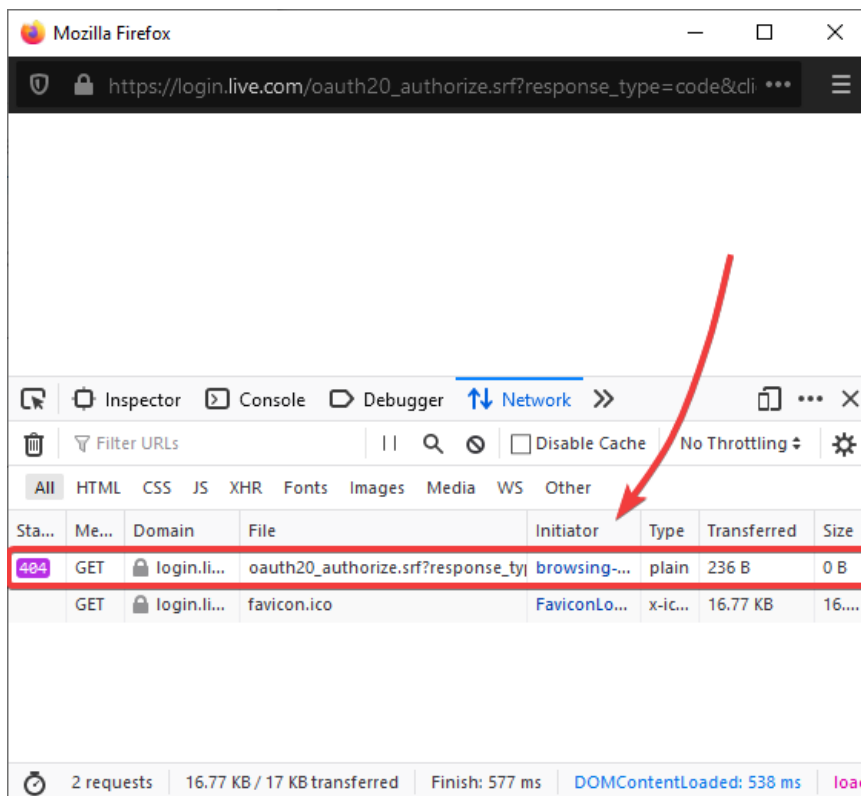 Mozilla Firefox
https://login.live.com/oauth20_authorize.srf?response_type=code&cli
Inspector Console Debugger Network
Filter URLs Disable Cache No Throttling
All HTML CSS JS XHR Fonts Images Media WS Other
Sta... Me... Domain File Initiator Type Transferred Size
404 GET login.li... oauth20_authorize.srf?response_typ browsing-... plain 236 B 0 B
GET login.li... favicon.ico FaviconLo... x-ic... 16.77 KB 16....
2 requests 16.77 KB / 17 KB transferred Finish: 577 ms DOMContentLoaded: 538 ms load